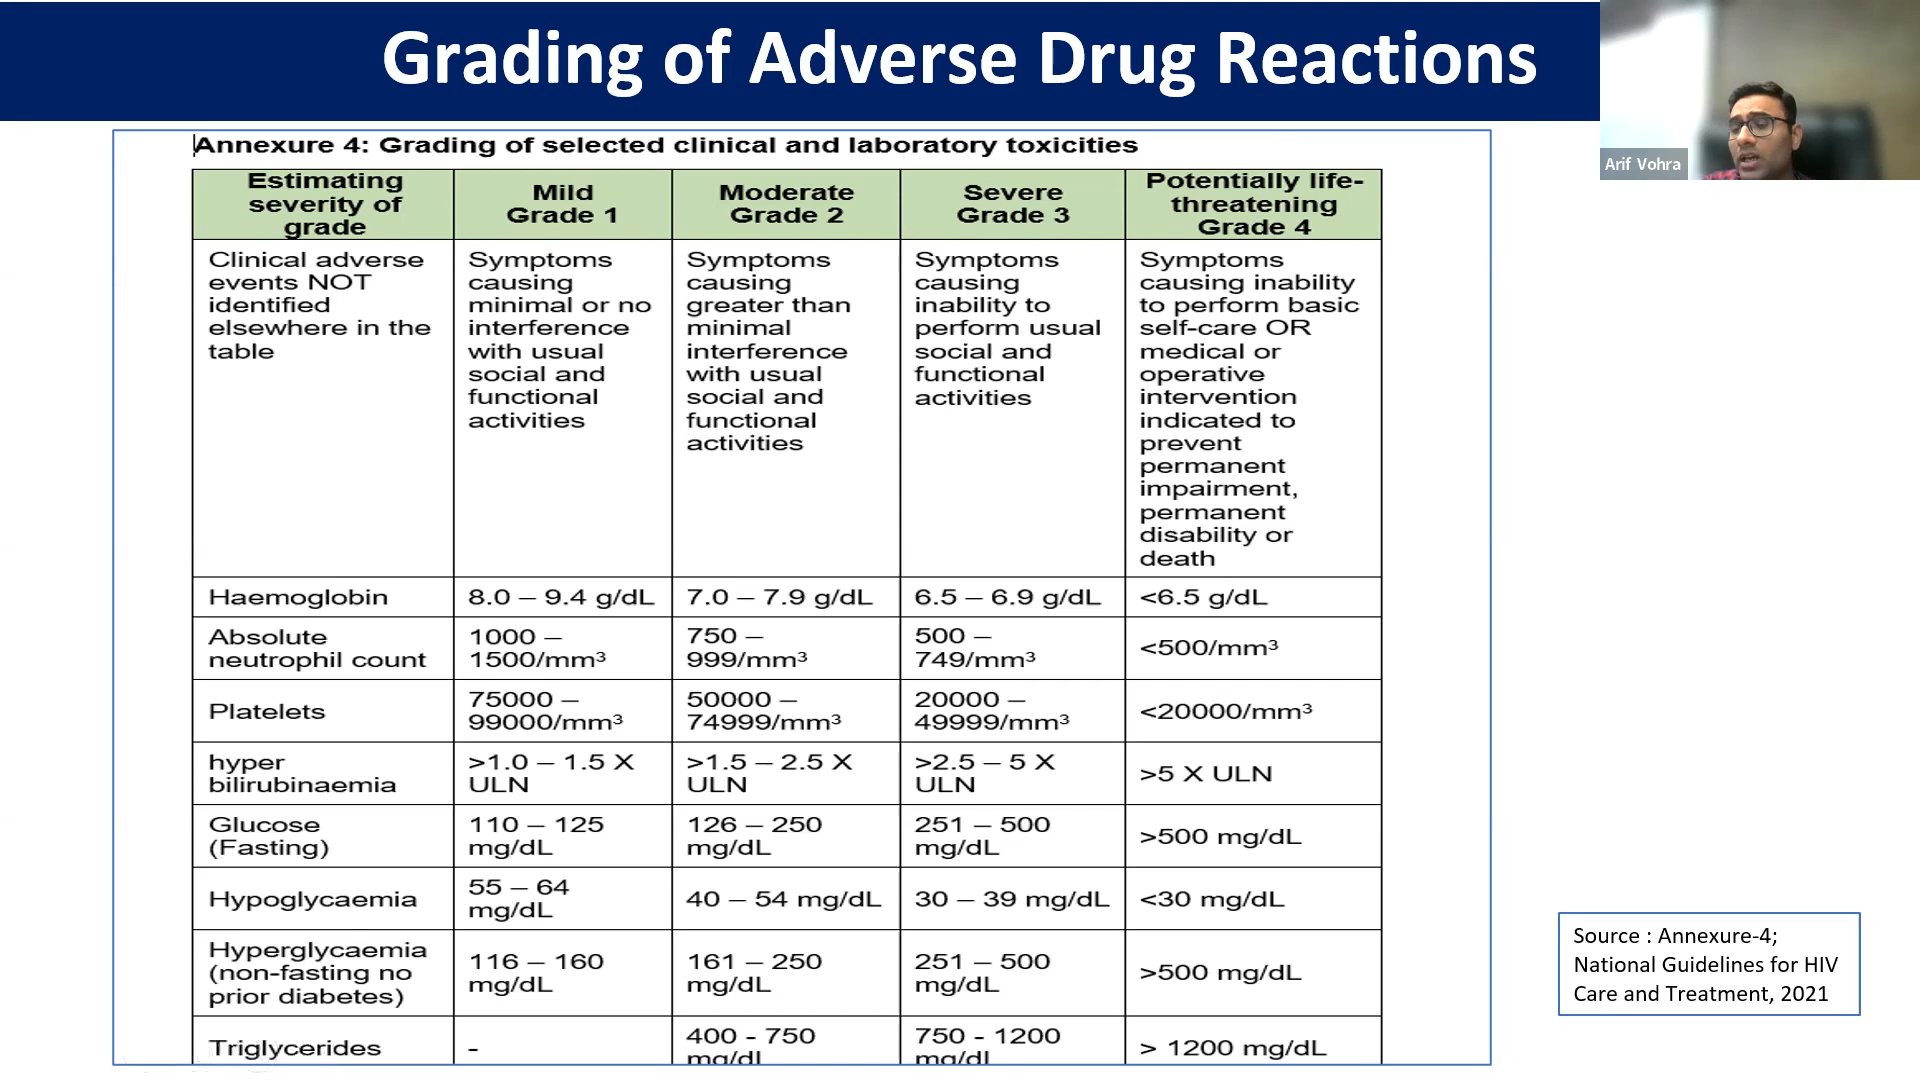 Grading of Adverse Drug Reactions
Arif Vohra
Annexure 4: Grading of selected clinical and laboratory toxicities
Estimating
severity of
grade
Mild
Grade 1
Moderate
Grade 2
Severe
Grade 3
Potentially life-
threatening
Grade 4
Clinical adverse
events NOT
identified
elsewhere in the
table
Symptoms
causing
minimal or no
interference
with usual
social and
functional
activities
Symptoms
causing
greater than
minimal
interference
with usual
social and
functional
activities
Symptoms
causing
inability to
perform usual
social and
functional
activities
Symptoms
causing inability
to perform basic
self-care OR
medical or
operative
intervention
indicated to
prevent
permanent
impairment,
permanent
disability or
death
Haemoglobin
8.0 – 9.4 g/dL
7.0 – 7.9 g/dL
6.5 – 6.9 g/dL
<6.5 g/dL
Absolute
neutrophil count
1000 –
1500/mm³
750 –
999/mm³
500 –
749/mm³
<500/mm³
Platelets
75000 –
99000/mm³
50000 –
74999/mm³
20000 –
49999/mm³
<20000/mm³
hyper
bilirubinaemia
>1.0 – 1.5 X
ULN
>1.5 – 2.5 X
ULN
>2.5 – 5 X
ULN
>5 X ULN
Glucose
(Fasting)
110 – 125
mg/dL
126 – 250
mg/dL
251 – 500
mg/dL
>500 mg/dL
Hypoglycaemia
55 – 64
mg/dL
40 – 54 mg/dL
30 – 39 mg/dL
<30 mg/dL
Hyperglycaemia
(non-fasting no
prior diabetes)
116 – 160
mg/dL
161 – 250
mg/dL
251 – 500
mg/dL
>500 mg/dL
Triglycerides
-
400 - 750
mg/dL
750 - 1200
mg/dL
> 1200 mg/dL
Source : Annexure-4;
National Guidelines for HIV
Care and Treatment, 2021